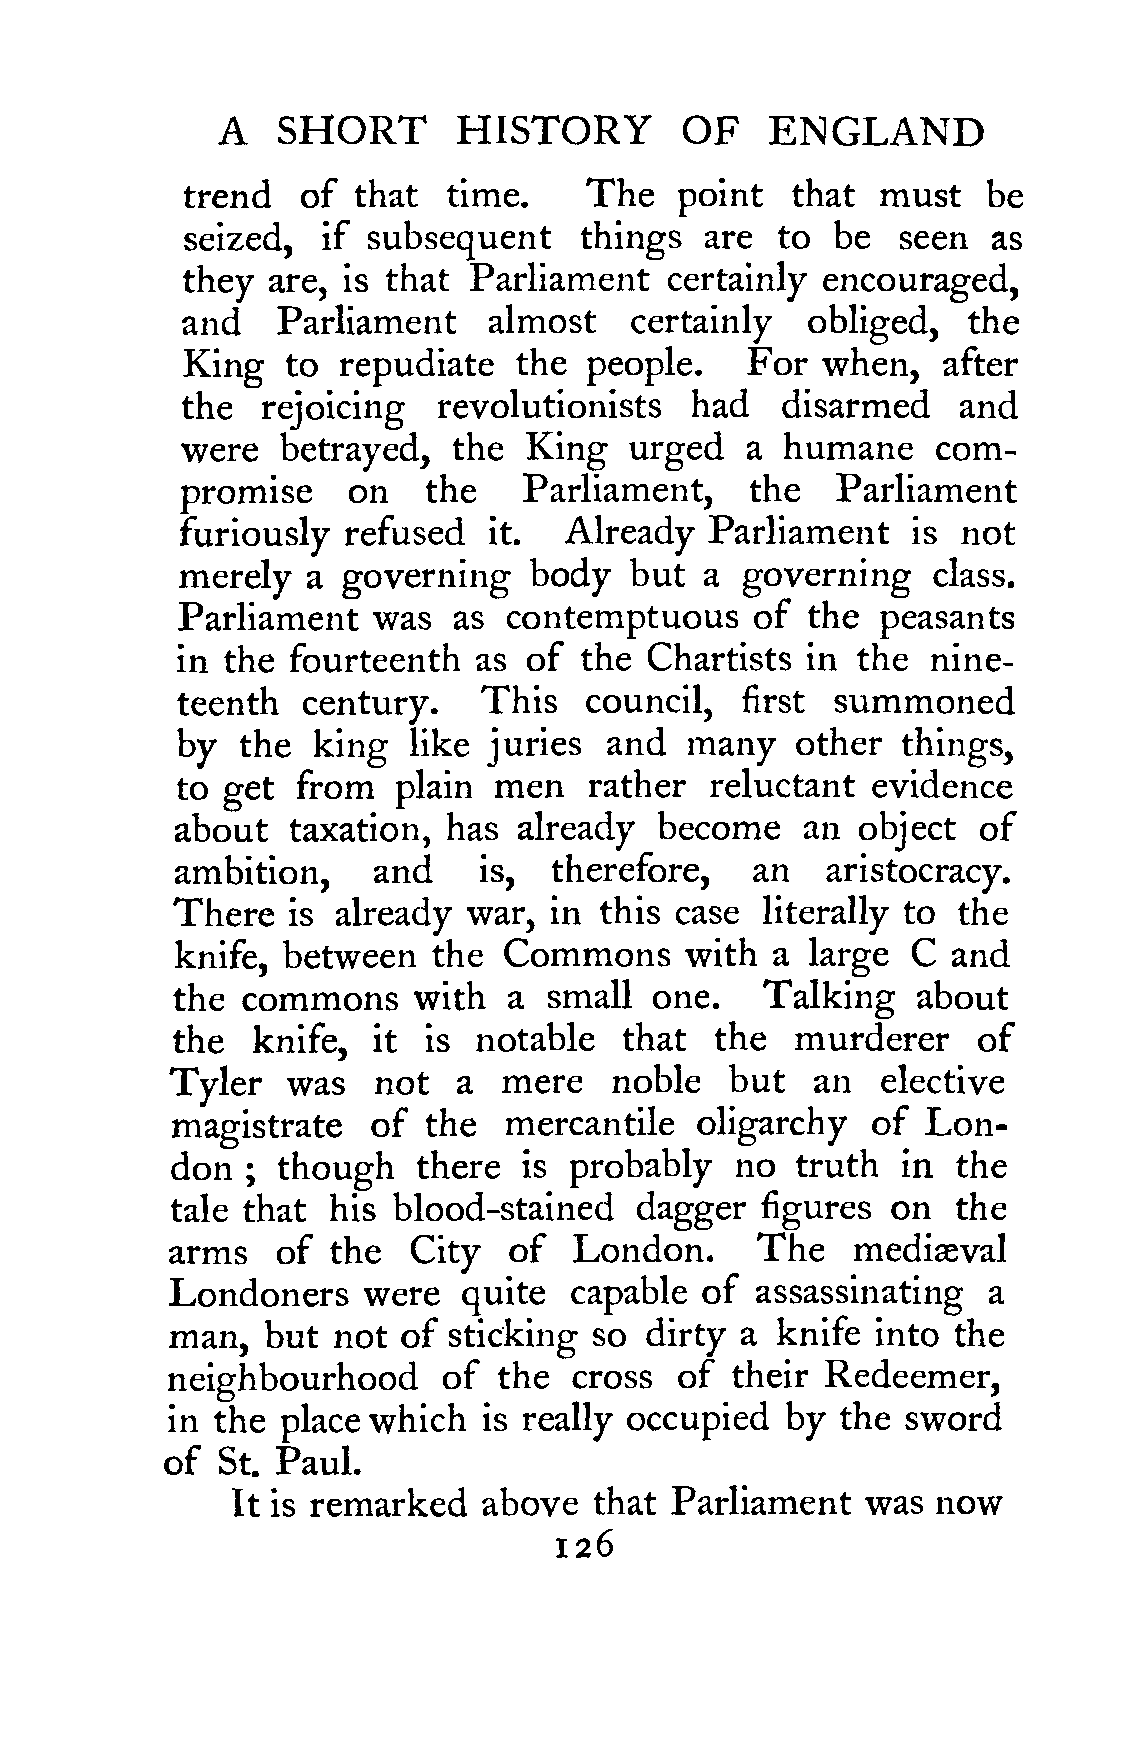 A SHORT HISTORY OF ENGLAND
trend of that time. The point that must be
seized, if subsequent things are to be seen as
they are, is that Parliament certainly encouraged,
and Parliament almost certainly obliged, the
King to repudiate the people. For when, after
the rejoicing revolutionists had disarmed and
were betrayed, the King urged a humane com-
promise on the Parliament, the Parliament
furiously refused it. Already Parliament is not
merely a governing body but a governing class.
Parliament was as contemptuous of the peasants
in the fourteenth as of the Chartists in the nine-
teenth century. This council, first summoned
by the king like juries and many other things,
to get from plain men rather reluctant evidence
about taxation, has already become an object of
ambition, and is, therefore, an aristocracy.
There is already war, in this case literally to the
knife, between the Commons with a large C and
the commons with a small one. Talking about
the knife, it is notable that the murderer of
Tyler was not a mere noble but an elective
magistrate of the mercantile oligarchy of Lon-
don ; though there is probably no truth in the
tale that his blood-stained dagger figures on the
arms of the City of London. The mediæval
Londoners were quite capable of assassinating a
man, but not of sticking so dirty a knife into the
neighbourhood of the cross of their Redeemer,
in the place which is really occupied by the sword
of St. Paul.
It is remarked above that Parliament was now
126